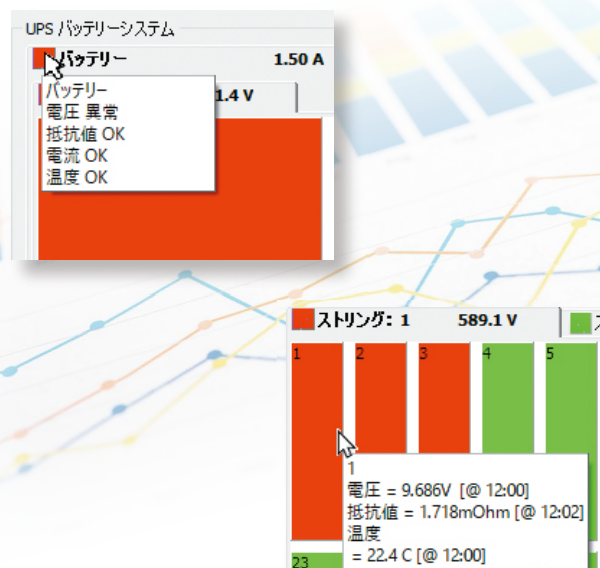 UPS バッテリーシステム
バッテリー 1.50 A
バッテリー
1.4 V
電圧 異常
抵抗値 OK
電流 OK
温度 OK
ストリング: 1 589.1 V
1 2 3 4 5
1
電圧 = 9.686V [@ 12:00]
抵抗値 = 1.718mOhm [@ 12:02]
温度
= 22.4 C [@ 12:00]
23